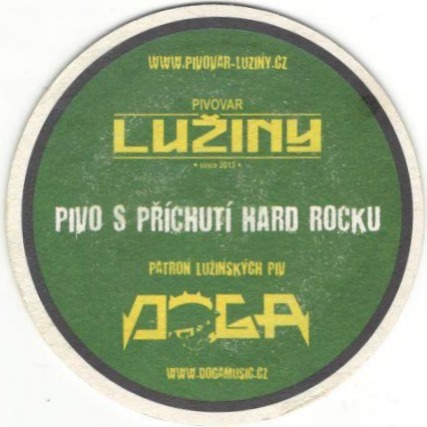 WWW.PIVOVAR-LUZINY.CZ
PIVOVAR
LUŽINY
• since 2013 •
PIVO S PŘÍCHUTÍ HARD ROCKU
PATRON LUŽINSKÝCH PIV
DOGA
WWW.DOGAMUSIC.CZ